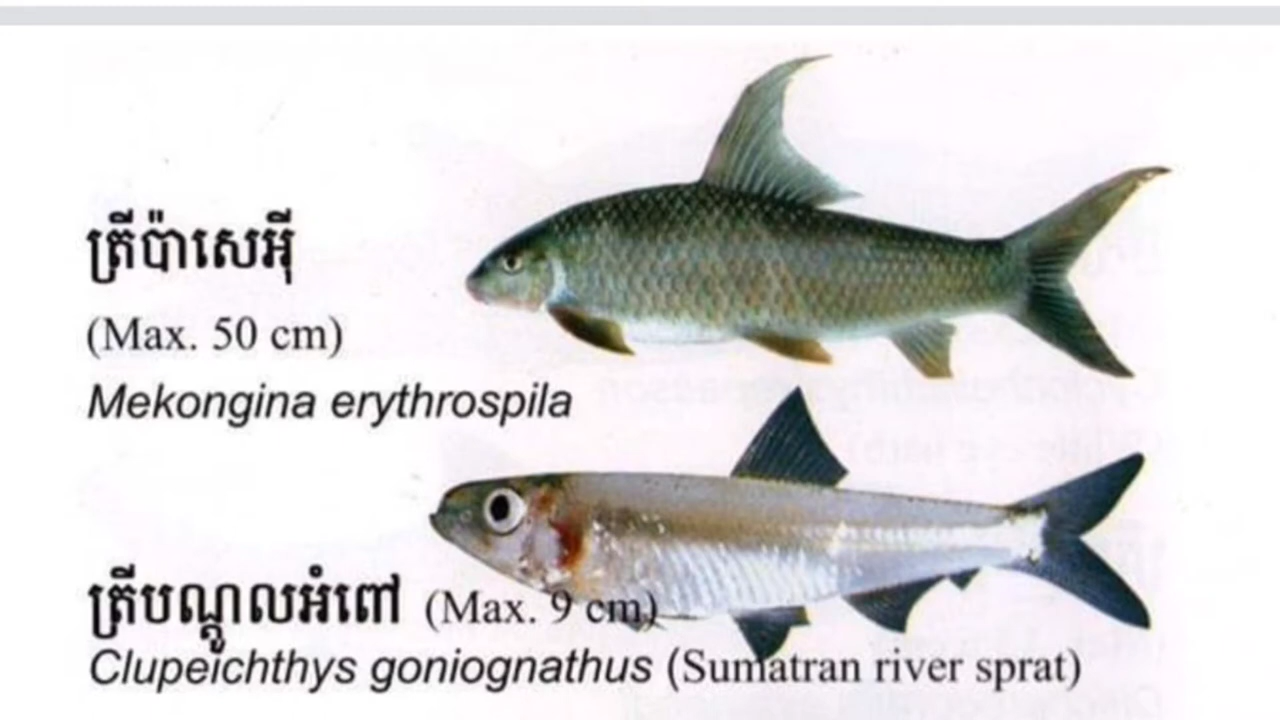 ត្រីប៉ាសេអ៊ី
(Max. 50 cm)
Mekongina erythrospila
ត្រីបណ្តូលអំពៅ (Max. 9 cm)
Clupeichthys goniognathus (Sumatran river sprat)